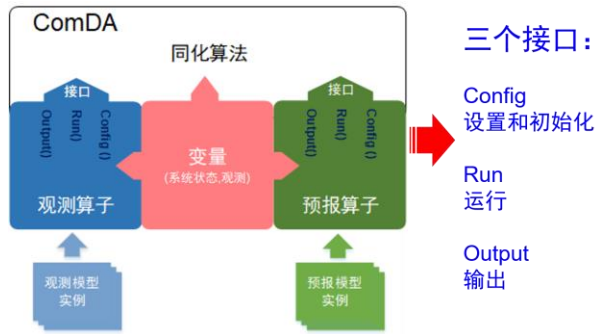 ComDA
同化算法
接口
Output()
Run()
Config ()
观测算子
变量
(系统状态,观测)
接口
Output()
Run()
Config ()
预报算子
观测模型
实例
预报模型
实例
三个接口：
Config
设置和初始化
Run
运行
Output
输出